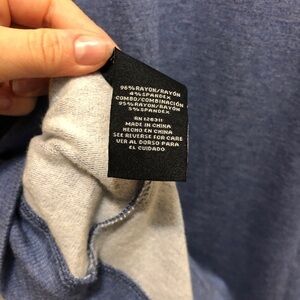 96% RAYON/RAYÓN
4% SPANDEX
COMBO/COMBINACIÓN
95% RAYON/RAYÓN
5% SPANDEX
RN 128311
MADE IN CHINA
HECHO EN CHINA
SEE REVERSE FOR CARE
VER AL DORSO PARA
EL CUIDADO